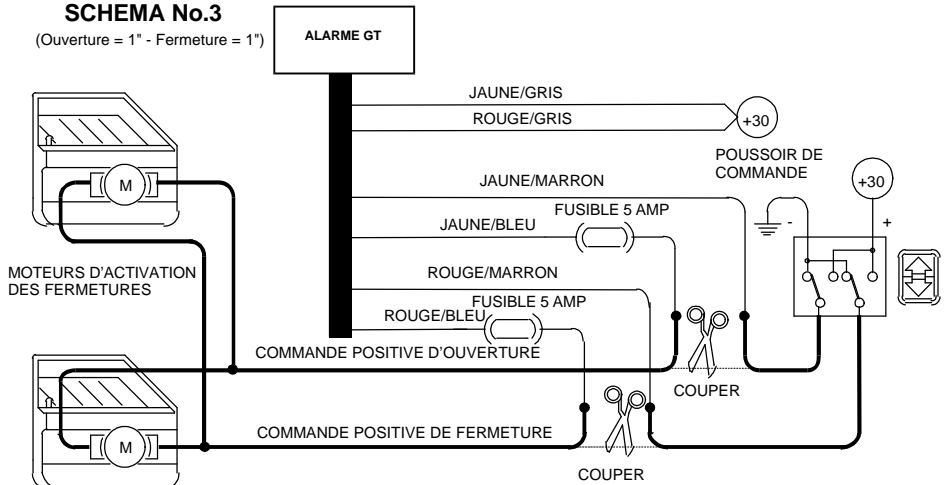 SCHEMA No.3
(Ouverture = 1" - Fermeture = 1")
ALARME GT
JAUNE/GRIS
ROUGE/GRIS
+30
POUSSOIR DE
COMMANDE
+30
JAUNE/MARRON
FUSIBLE 5 AMP
JAUNE/BLEU
-
+
M
MOTEURS D'ACTIVATION
DES FERMETURES
ROUGE/MARRON
FUSIBLE 5 AMP
ROUGE/BLEU
COMMANDE POSITIVE D'OUVERTURE
COUPER
M
COMMANDE POSITIVE DE FERMETURE
COUPER